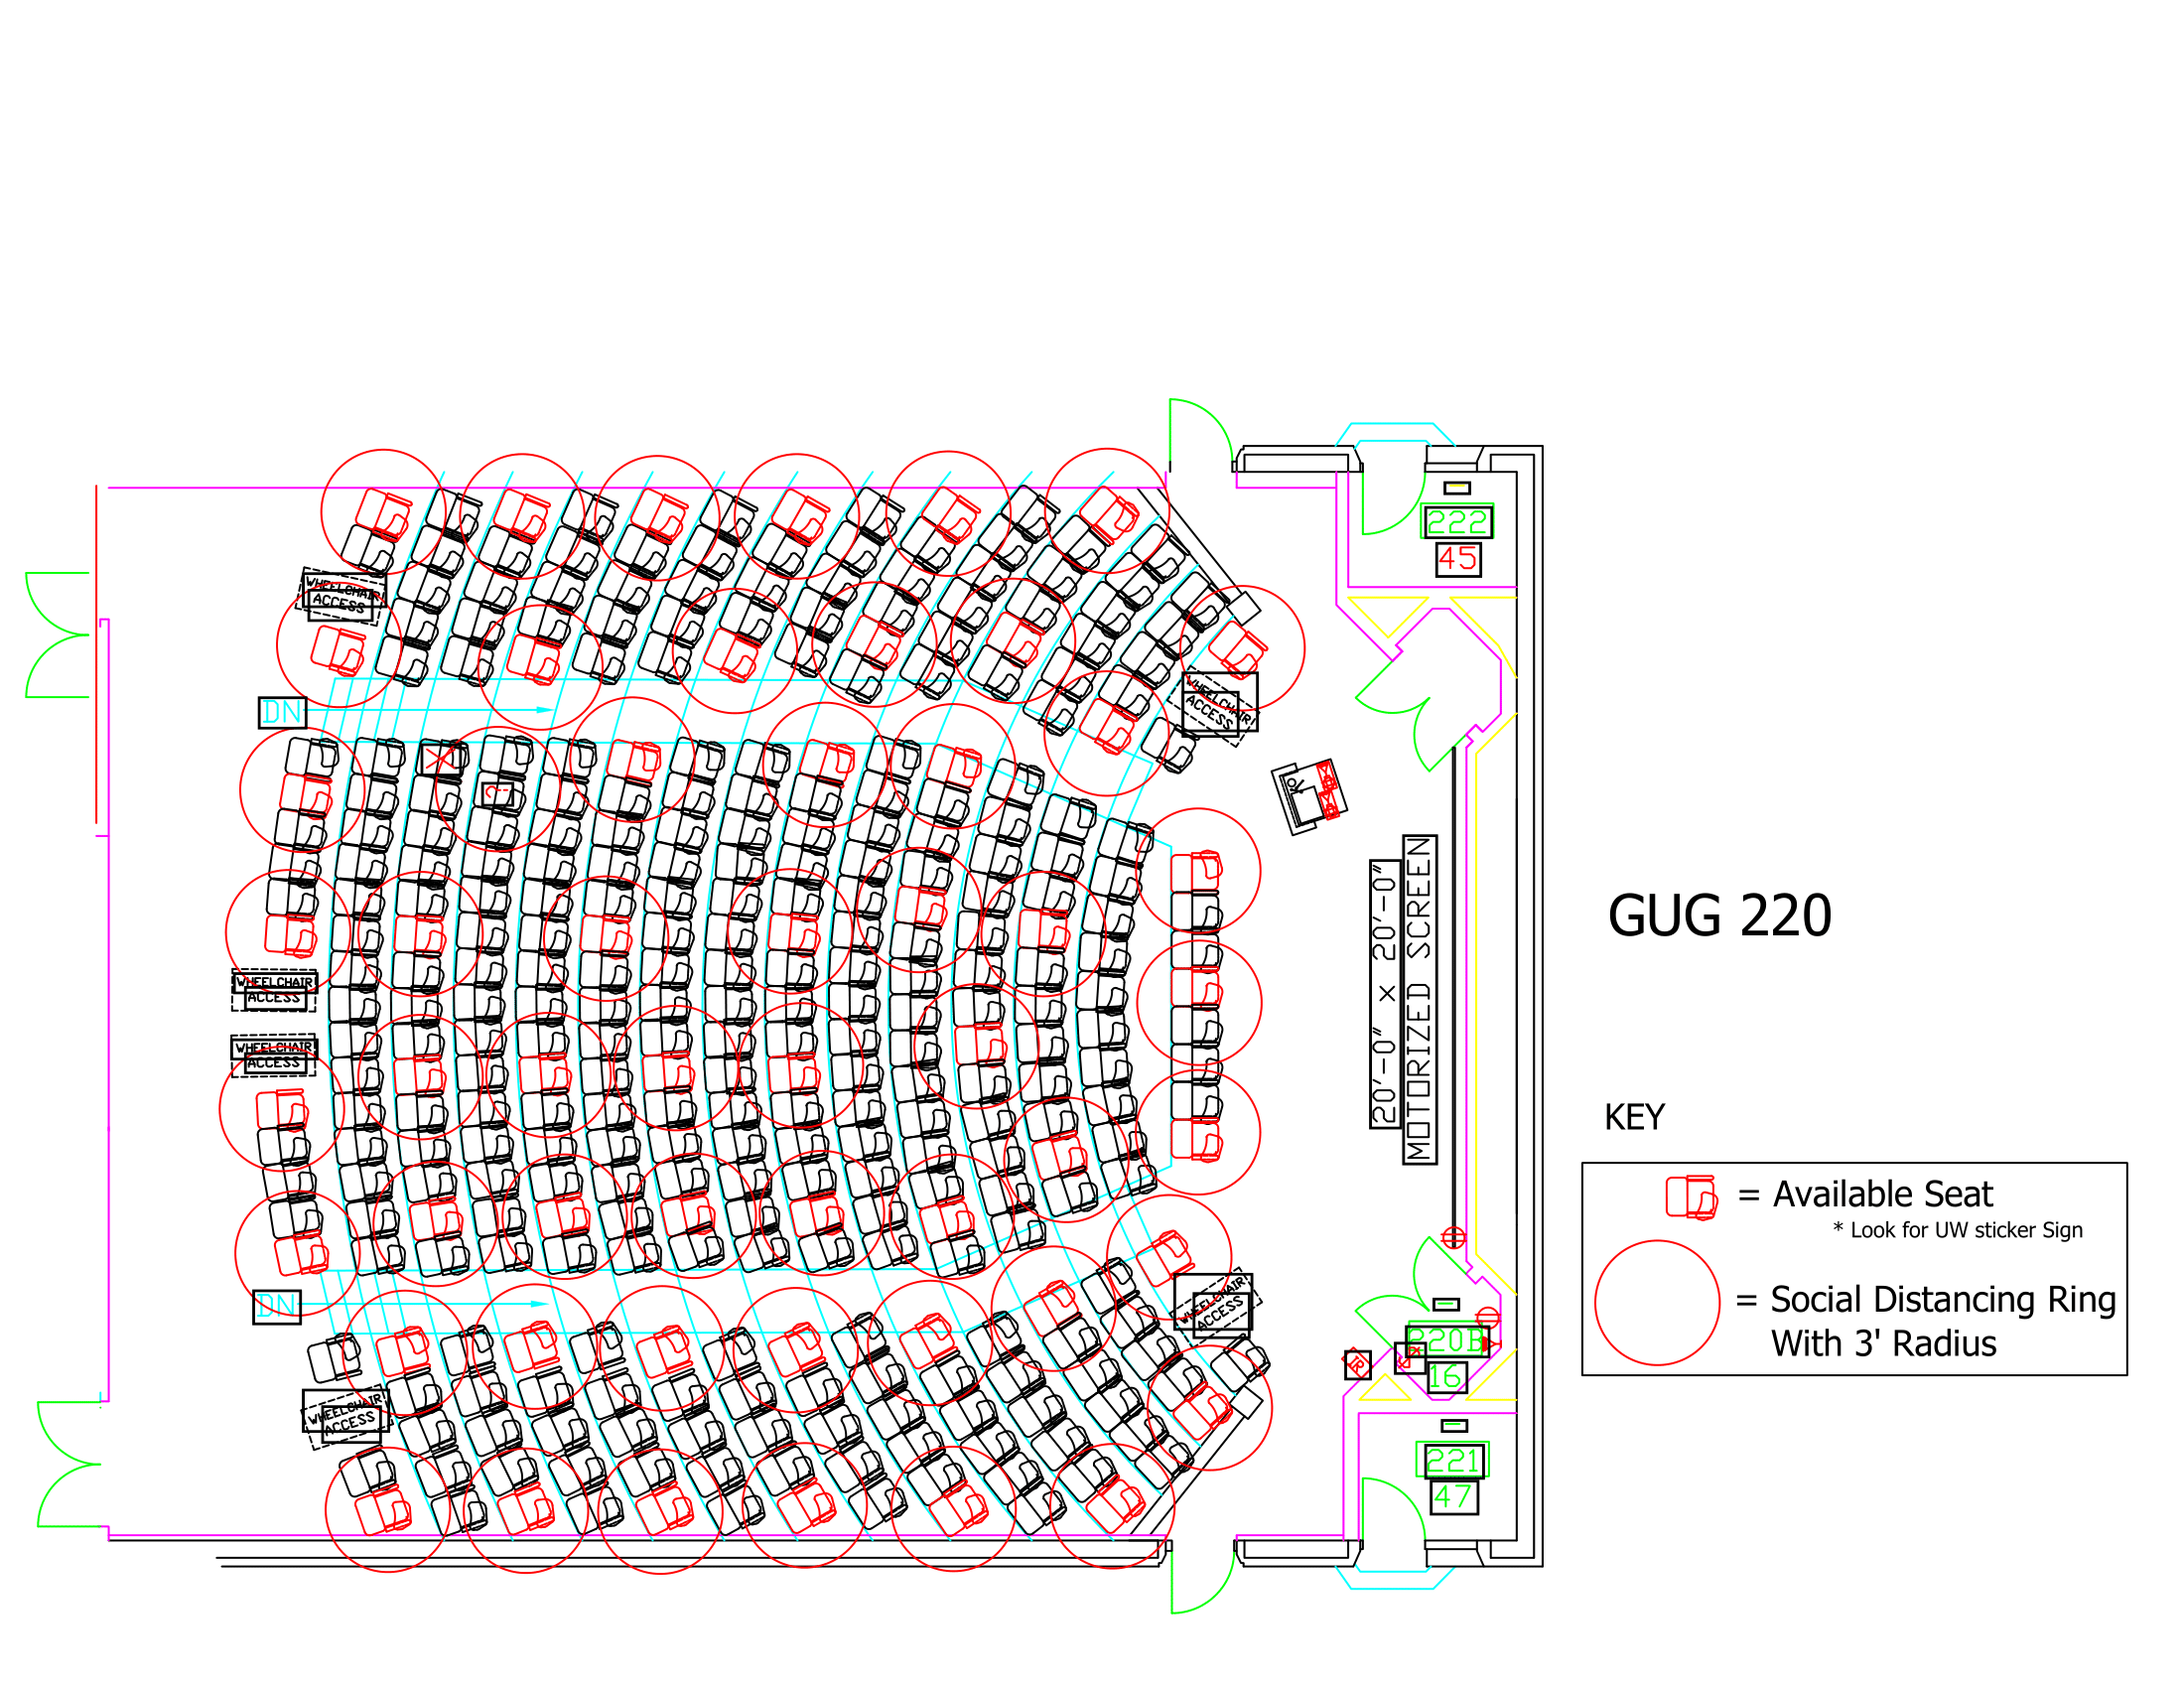 222
45
WHEELCHAIR
ACCESS
DN
WHEELCHAIR
ACCESS
20'-0" x 20'-0"
MOTORIZED SCREEN
GUG 220
WHEELCHAIR
ACCESS
WHEELCHAIR
ACCESS
KEY
= Available Seat
* Look for UW sticker Sign
= Social Distancing Ring
With 3' Radius
DN
WHEELCHAIR
ACCESS
220B
16
WHEELCHAIR
ACCESS
221
47